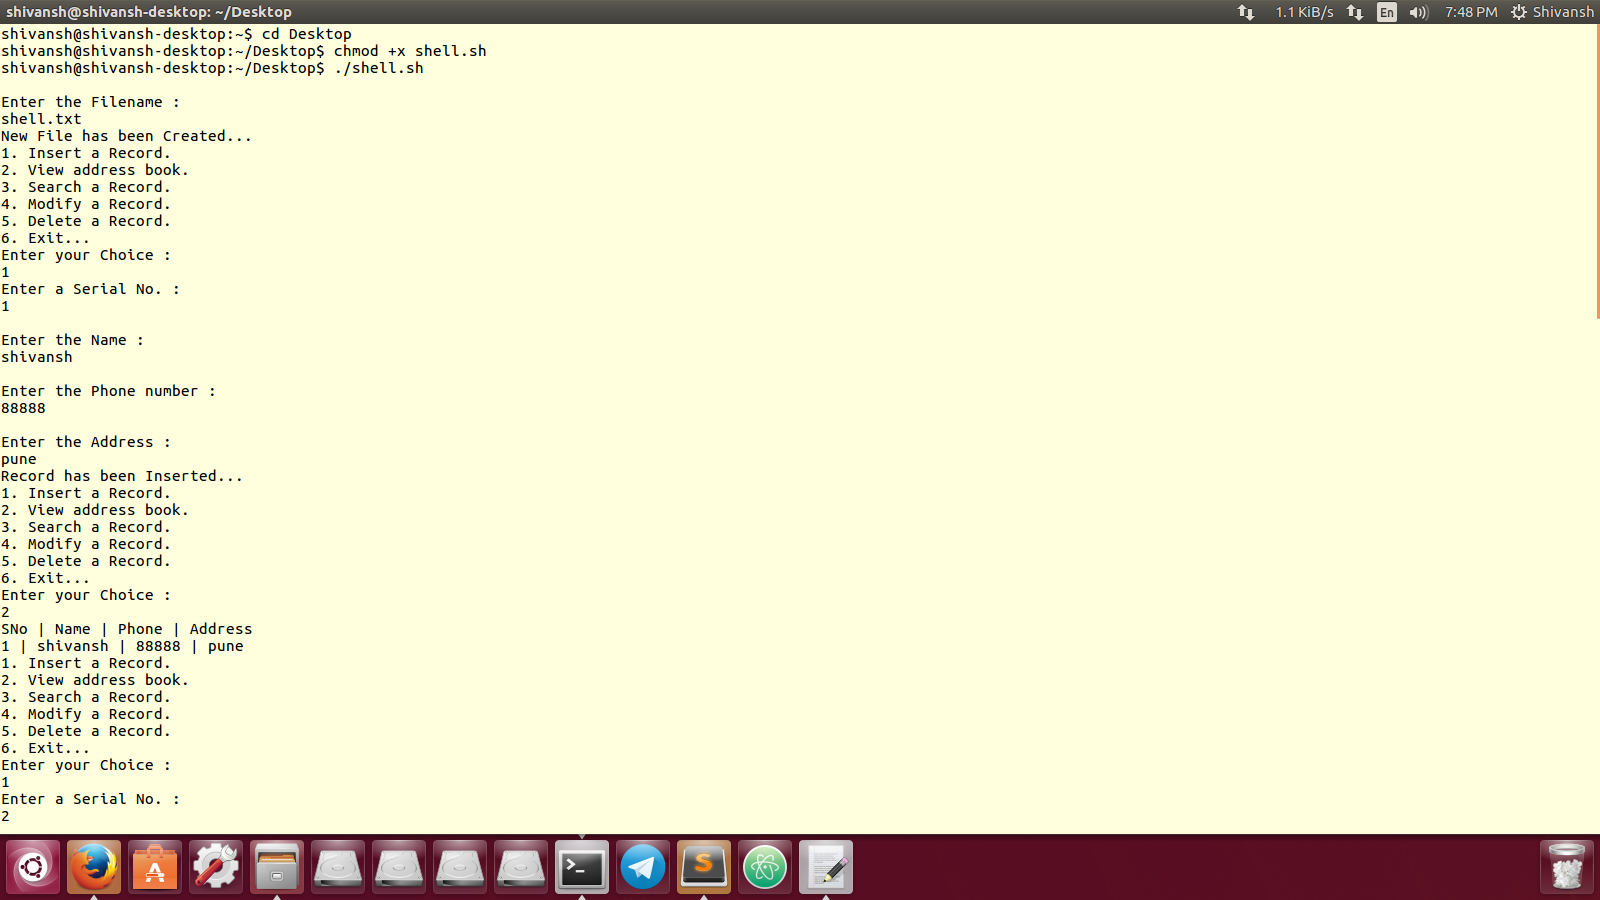 shivansh@shivansh-desktop: ~/Desktop
1.1 KiB/s
En
7:48 PM
Shivansh
shivansh@shivansh-desktop:~$ cd Desktop
shivansh@shivansh-desktop:~/Desktop$ chmod +x shell.sh
shivansh@shivansh-desktop:~/Desktop$ ./shell.sh
Enter the Filename :
shell.txt
New File has been Created...
1. Insert a Record.
2. View address book.
3. Search a Record.
4. Modify a Record.
5. Delete a Record.
6. Exit...
Enter your Choice :
1
Enter a Serial No. :
1
Enter the Name :
shivansh
Enter the Phone number :
88888
Enter the Address :
pune
Record has been Inserted...
1. Insert a Record.
2. View address book.
3. Search a Record.
4. Modify a Record.
5. Delete a Record.
6. Exit...
Enter your Choice :
2
SNo | Name | Phone | Address
1 | shivansh | 88888 | pune
1. Insert a Record.
2. View address book.
3. Search a Record.
4. Modify a Record.
5. Delete a Record.
6. Exit...
Enter your Choice :
1
Enter a Serial No. :
2